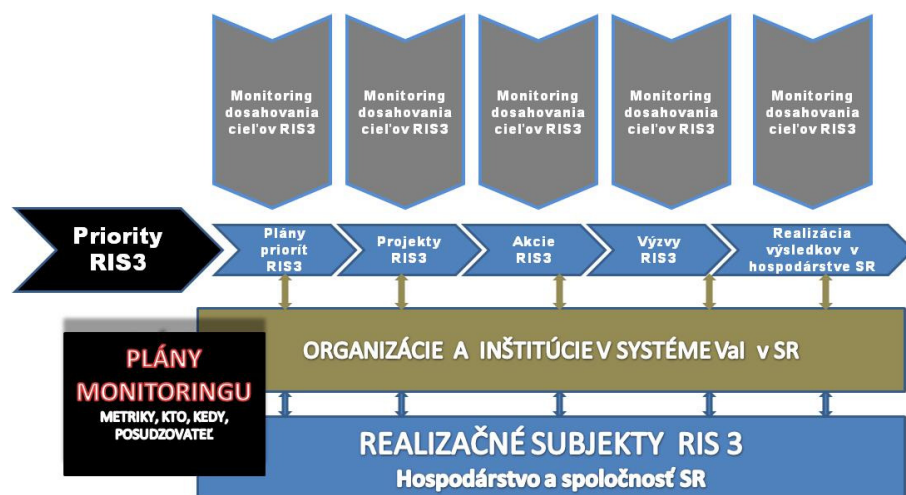 Monitoring
dosahovania
cieľov RIS3
Monitoring
dosahovania
cieľov RIS3
Monitoring
dosahovania
cieľov RIS3
Monitoring
dosahovania
cieľov RIS3
Monitoring
dosahovania
cieľov RIS3
Priority
RIS3
Plány
priorít
RIS3
Projekty
RIS3
Akcie
RIS3
Výzvy
RIS3
Realizácia
výsledkov v
hospodárstve SR
PLÁNY
MONITORINGU
METRIKY, KTO, KEDY,
POSUDZOVATEĽ
ORGANIZÁCIE A INŠTITÚCIE V SYSTÉME VaI v SR
REALIZAČNÉ SUBJEKTY RIS 3
Hospodárstvo a spoločnosť SR